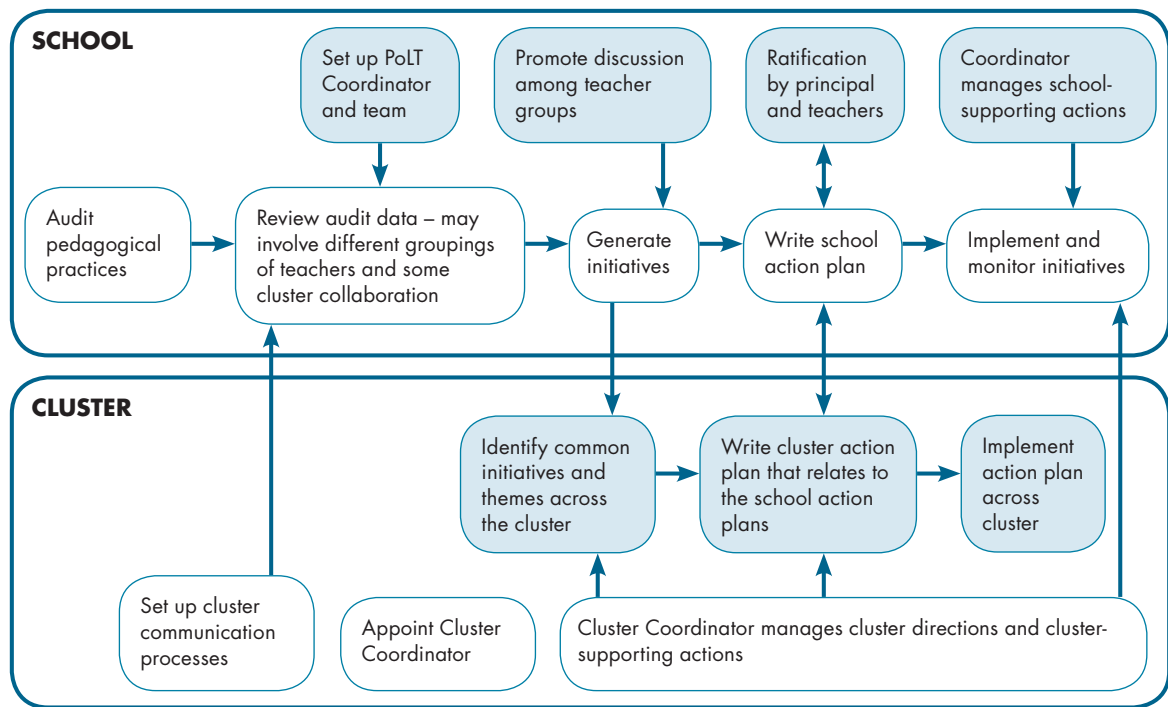 SCHOOL
Set up PoLT
Coordinator
and team
Promote discussion
among teacher
groups
Ratification
by principal
and teachers
Coordinator
manages school-
supporting actions
Audit
pedagogical
practices
Review audit data – may
involve different groupings
of teachers and some
cluster collaboration
Generate
initiatives
Write school
action plan
Implement and
monitor initiatives
CLUSTER
Identify common
initiatives and
themes across
the cluster
Write cluster action
plan that relates to
the school action
plans
Implement
action plan
across
cluster
Set up cluster
communication
processes
Appoint Cluster
Coordinator
Cluster Coordinator manages cluster directions and cluster-
supporting actions